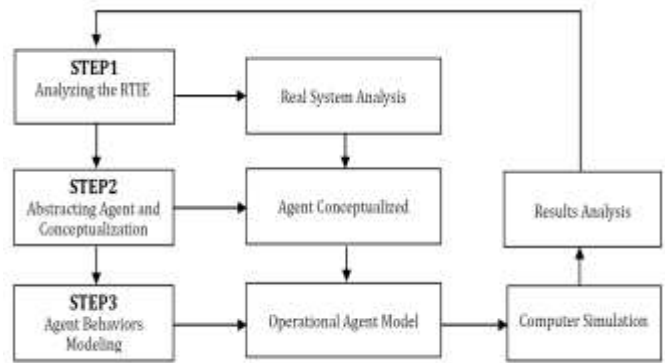 STEP1
Analyzing the RTIE
Real System Analysis
STEP2
Abstracting Agent and
Conceptualization
Agent Conceptualized
Results Analysis
STEP3
Agent Behaviors
Modeling
Operational Agent Model
Computer Simulation